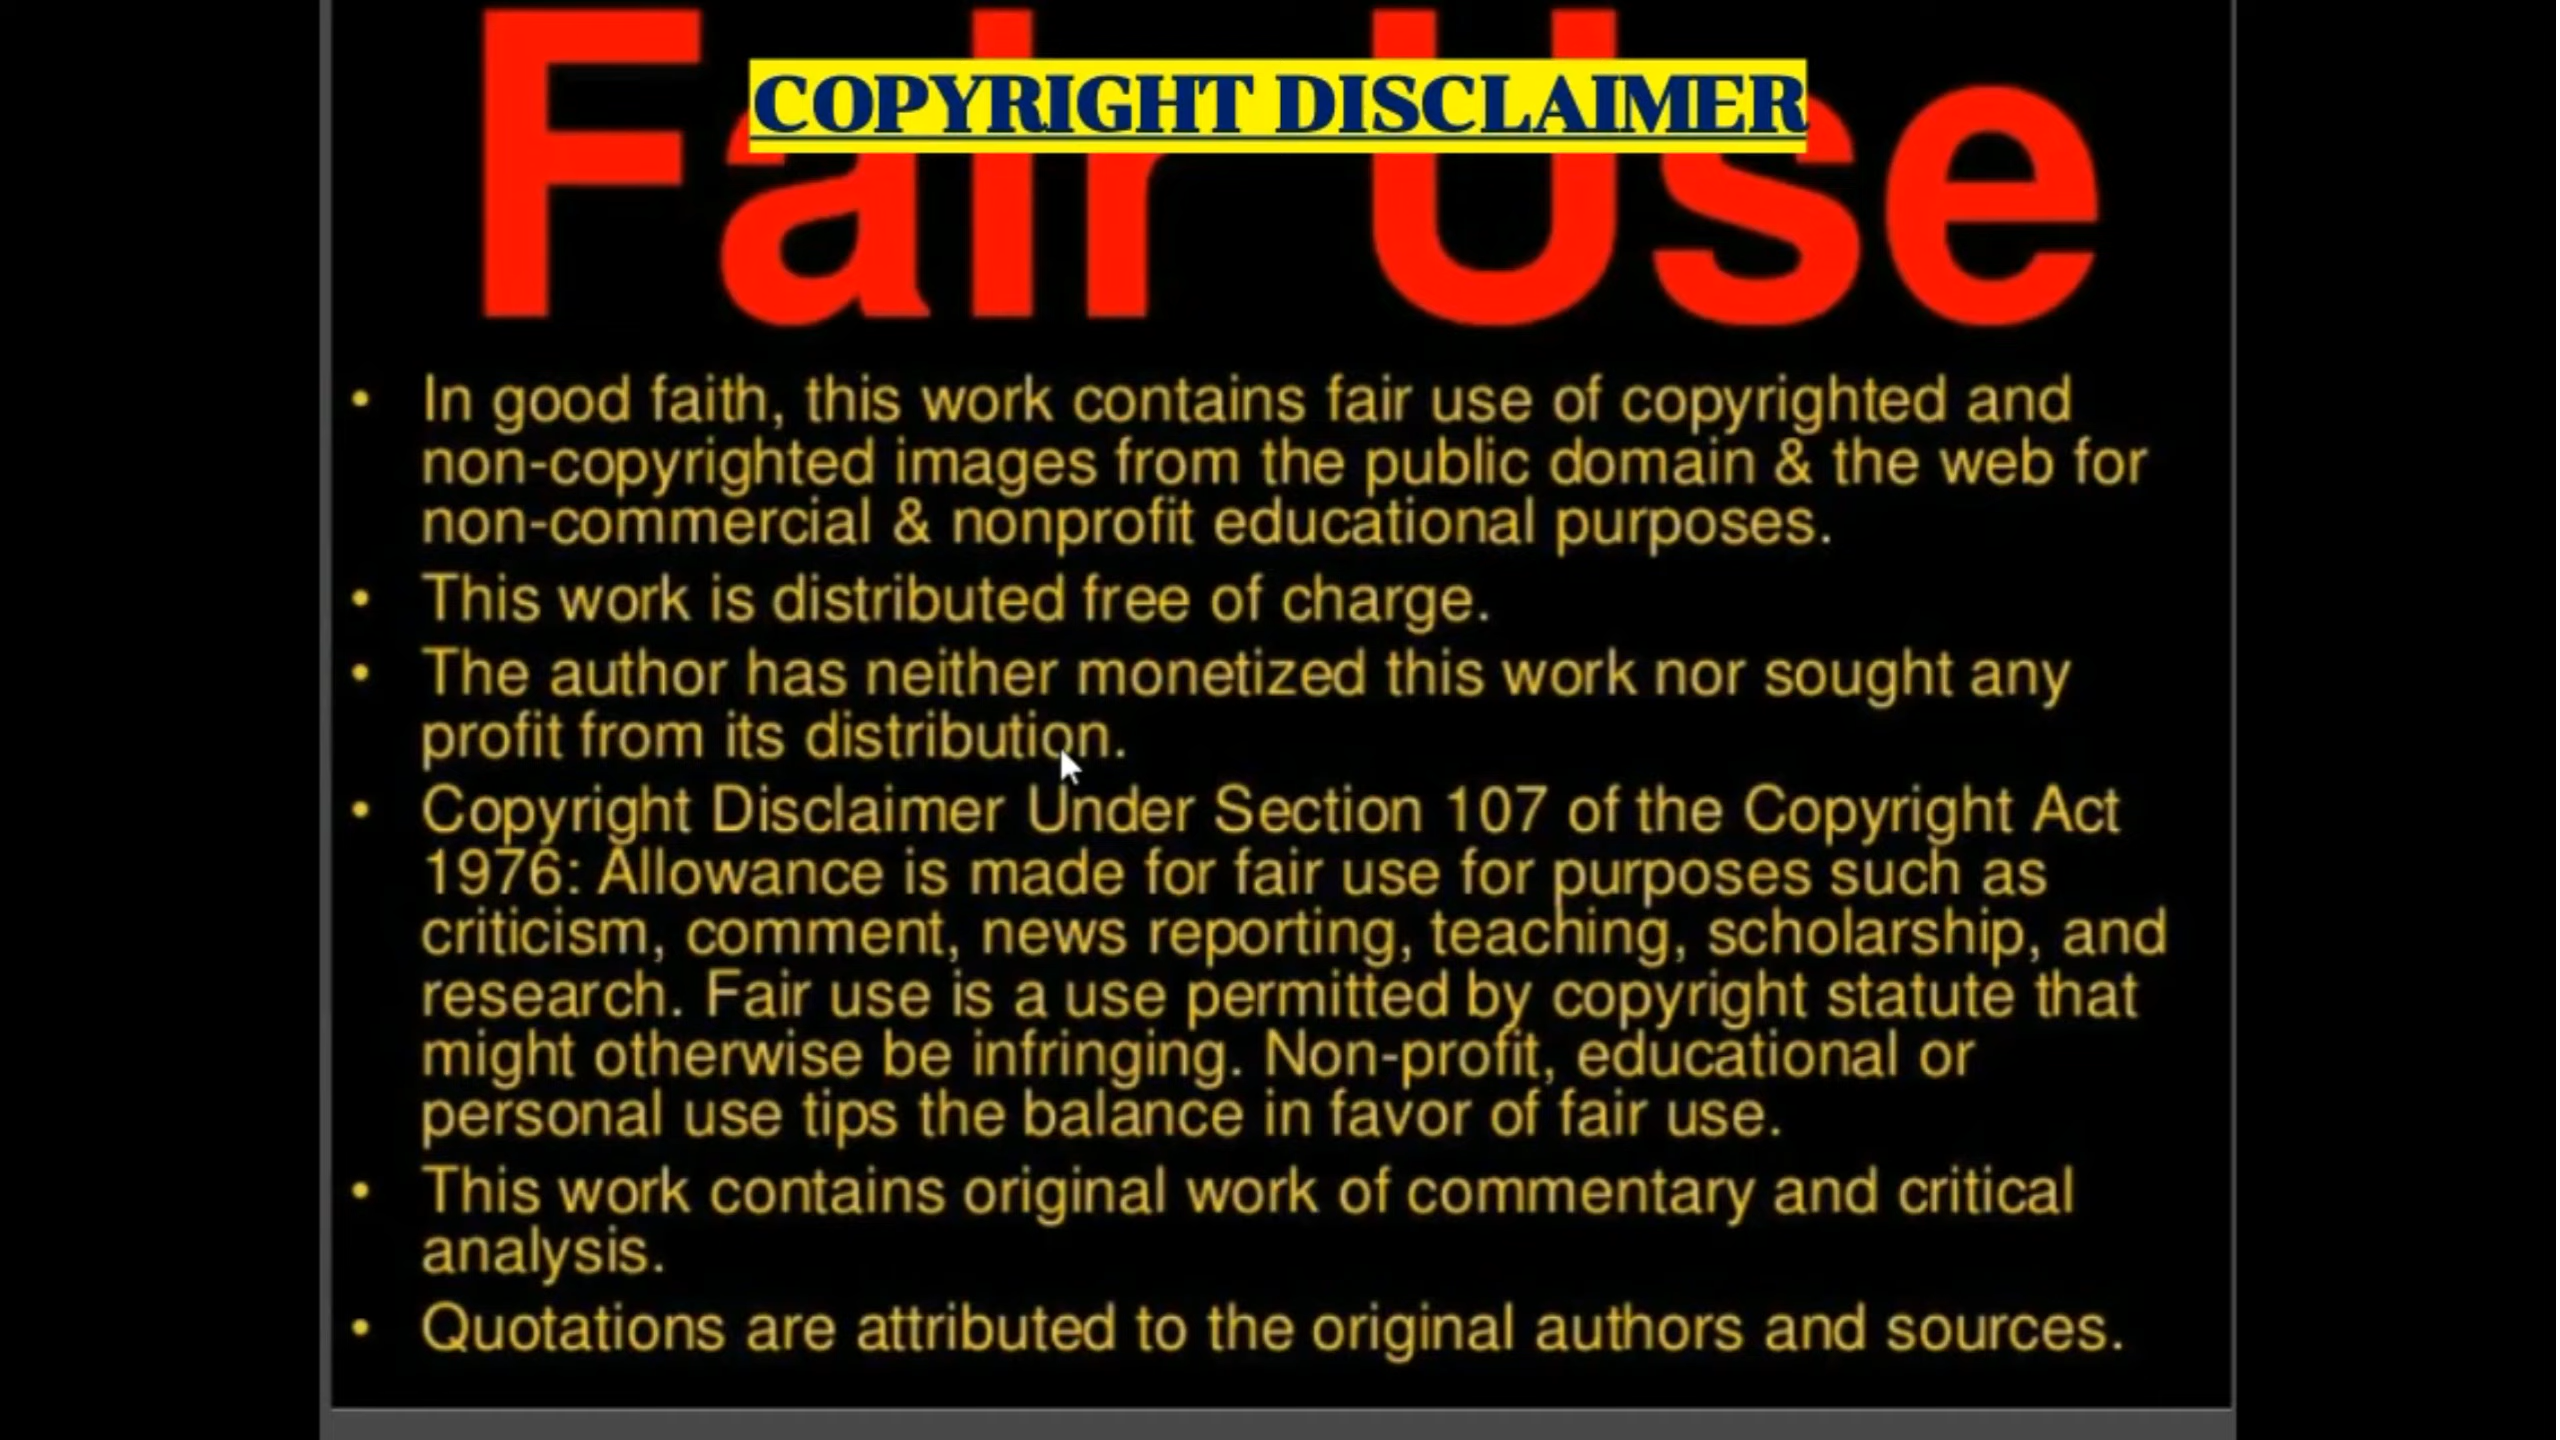 Fair Use
COPYRIGHT DISCLAIMER
• In good faith, this work contains fair use of copyrighted and
non-copyrighted images from the public domain & the web for
non-commercial & nonprofit educational purposes.
• This work is distributed free of charge.
• The author has neither monetized this work nor sought any
profit from its distribution.
• Copyright Disclaimer Under Section 107 of the Copyright Act
1976: Allowance is made for fair use for purposes such as
criticism, comment, news reporting, teaching, scholarship, and
research. Fair use is a use permitted by copyright statute that
might otherwise be infringing. Non-profit, educational or
personal use tips the balance in favor of fair use.
• This work contains original work of commentary and critical
analysis.
• Quotations are attributed to the original authors and sources.